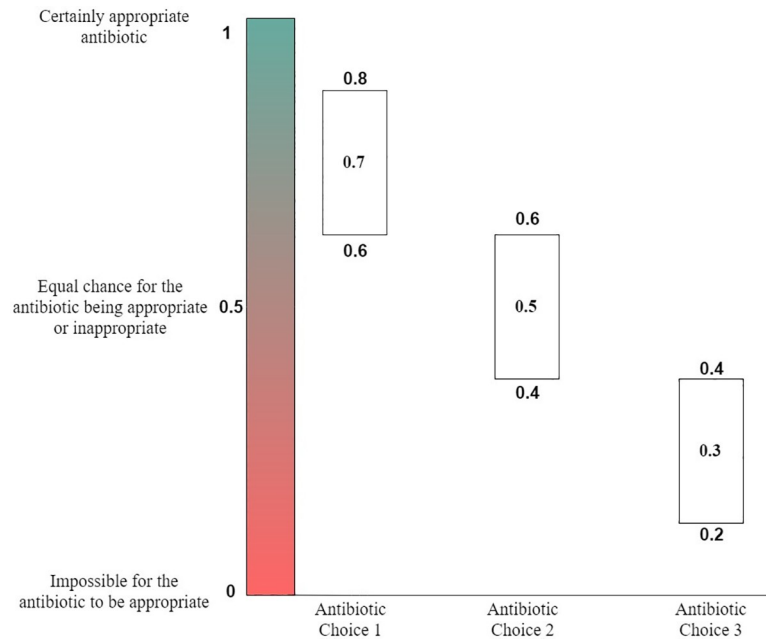 Certainly appropriate
antibiotic
1
0.8
0.7
0.6
0.6
Equal chance for the
antibiotic being appropriate
or inappropriate
0.5
0.5
0.4
0.4
0.3
0.2
Impossible for the
antibiotic to be appropriate
0
Antibiotic
Choice 1
Antibiotic
Choice 2
Antibiotic
Choice 3